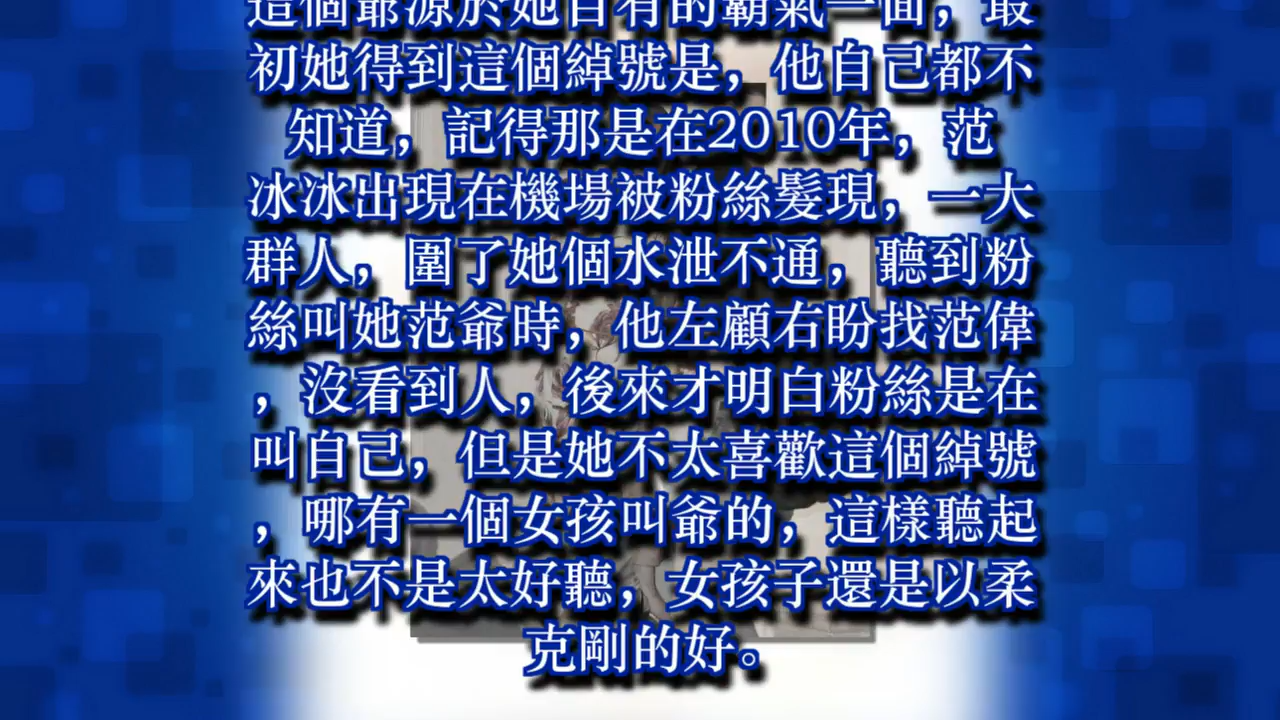 這個爺源於她自有的霸氣一面，最
初她得到這個綽號是，他自己都不
知道，記得那是在2010年，范
冰冰出現在機場被粉絲髮現，一大
群人，圍了她個水泄不通，聽到粉
絲叫她范爺時，他左顧右盼找范偉
，沒看到人，後來才明白粉絲是在
叫自己，但是她不太喜歡這個綽號
，哪有一個女孩叫爺的，這樣聽起
來也不是太好聽，女孩子還是以柔
克剛的好。